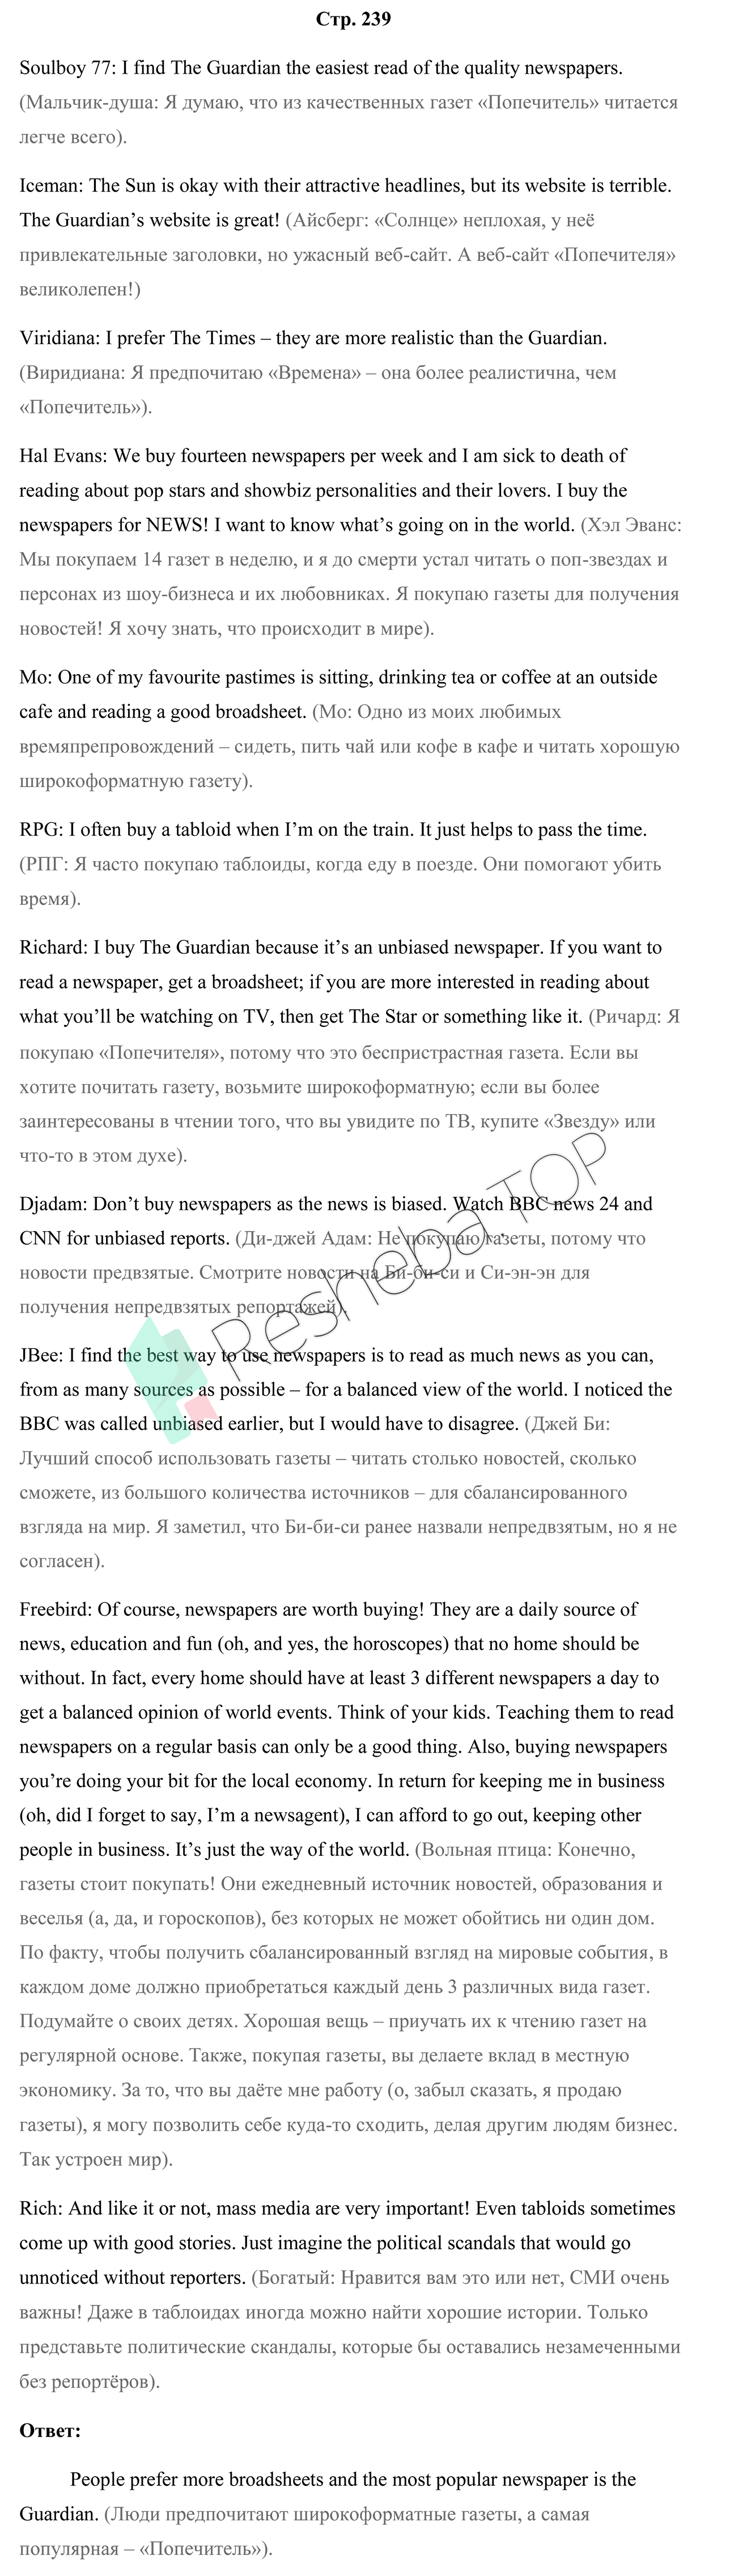 Стр. 239
Soulboy 77: I find The Guardian the easiest read of the quality newspapers.
(Мальчик-душа: Я думаю, что из качественных газет «Попечитель» читается
легче всего).
Iceman: The Sun is okay with their attractive headlines, but its website is terrible.
The Guardian’s website is great! (Айсберг: «Солнце» неплохая, у неё
привлекательные заголовки, но ужасный веб-сайт. А веб-сайт «Попечителя»
великолепен!)
Viridiana: I prefer The Times – they are more realistic than the Guardian.
(Виридиана: Я предпочитаю «Времена» – она более реалистична, чем
«Попечитель»).
Hal Evans: We buy fourteen newspapers per week and I am sick to death of
reading about pop stars and showbiz personalities and their lovers. I buy the
newspapers for NEWS! I want to know what’s going on in the world. (Хэл Эванс:
Мы покупаем 14 газет в неделю, и я до смерти устал читать о поп-звездах и
персонах из шоу-бизнеса и их любовниках. Я покупаю газеты для получения
новостей! Я хочу знать, что происходит в мире).
Mo: One of my favourite pastimes is sitting, drinking tea or coffee at an outside
cafe and reading a good broadsheet. (Мо: Одно из моих любимых
времяпрепровождений – сидеть, пить чай или кофе в кафе и читать хорошую
широкоформатную газету).
RPG: I often buy a tabloid when I’m on the train. It just helps to pass the time.
(РПГ: Я часто покупаю таблоиды, когда еду в поезде. Они помогают убить
время).
Richard: I buy The Guardian because it’s an unbiased newspaper. If you want to
read a newspaper, get a broadsheet; if you are more interested in reading about
what you’ll be watching on TV, then get The Star or something like it. (Ричард: Я
покупаю «Попечителя», потому что это беспристрастная газета. Если вы
хотите почитать газету, возьмите широкоформатную; если вы более
заинтересованы в чтении того, что вы увидите по ТВ, купите «Звезду» или
что-то в этом духе).
Djadam: Don’t buy newspapers as the news is biased. Watch BBC news 24 and
CNN for unbiased reports. (Ди-джей Адам: Не покупаю газеты, потому что
новости предвзятые. Смотрите новости на Би-би-си и Си-эн-эн для
получения непредвзятых репортажей).
Resheba.TOP
JBee: I find the best way to use newspapers is to read as much news as you can,
from as many sources as possible – for a balanced view of the world. I noticed the
BBC was called unbiased earlier, but I would have to disagree. (Джей Би:
Лучший способ использовать газеты – читать столько новостей, сколько
сможете, из большого количества источников – для сбалансированного
взгляда на мир. Я заметил, что Би-би-си ранее назвали непредвзятым, но я не
согласен).
Freebird: Of course, newspapers are worth buying! They are a daily source of
news, education and fun (oh, and yes, the horoscopes) that no home should be
without. In fact, every home should have at least 3 different newspapers a day to
get a balanced opinion of world events. Think of your kids. Teaching them to read
newspapers on a regular basis can only be a good thing. Also, buying newspapers
you’re doing your bit for the local economy. In return for keeping me in business
(oh, did I forget to say, I’m a newsagent), I can afford to go out, keeping other
people in business. It’s just the way of the world. (Вольная птица: Конечно,
газеты стоит покупать! Они ежедневный источник новостей, образования и
веселья (а, да, и гороскопов), без которых не может обойтись ни один дом.
По факту, чтобы получить сбалансированный взгляд на мировые события, в
каждом доме должно приобретаться каждый день 3 различных вида газет.
Подумайте о своих детях. Хорошая вещь – приучать их к чтению газет на
регулярной основе. Также, покупая газеты, вы делаете вклад в местную
экономику. За то, что вы даёте мне работу (о, забыл сказать, я продаю
газеты), я могу позволить себе куда-то сходить, делая другим людям бизнес.
Так устроен мир).
Rich: And like it or not, mass media are very important! Even tabloids sometimes
come up with good stories. Just imagine the political scandals that would go
unnoticed without reporters. (Богатый: Нравится вам это или нет, СМИ очень
важны! Даже в таблоидах иногда можно найти хорошие истории. Только
представьте политические скандалы, которые бы оставались незамеченными
без репортёров).
Ответ:
People prefer more broadsheets and the most popular newspaper is the
Guardian. (Люди предпочитают широкоформатные газеты, а самая
популярная – «Попечитель»).